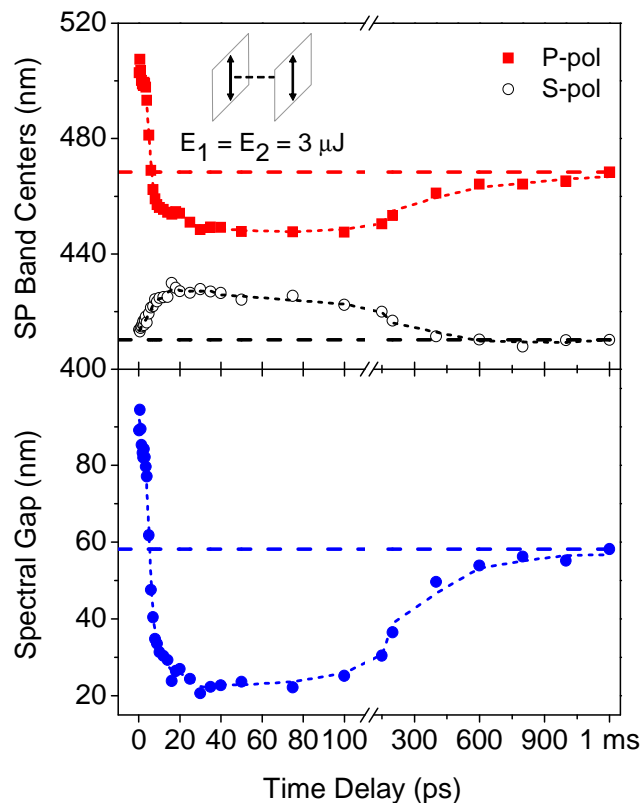 520
480
440
400
SP Band Centers (nm)
P-pol
S-pol
E1 = E2 = 3 μJ
80
60
40
20
Spectral Gap (nm)
0 20 40 60 80 100 300 600 900 1 ms
Time Delay (ps)